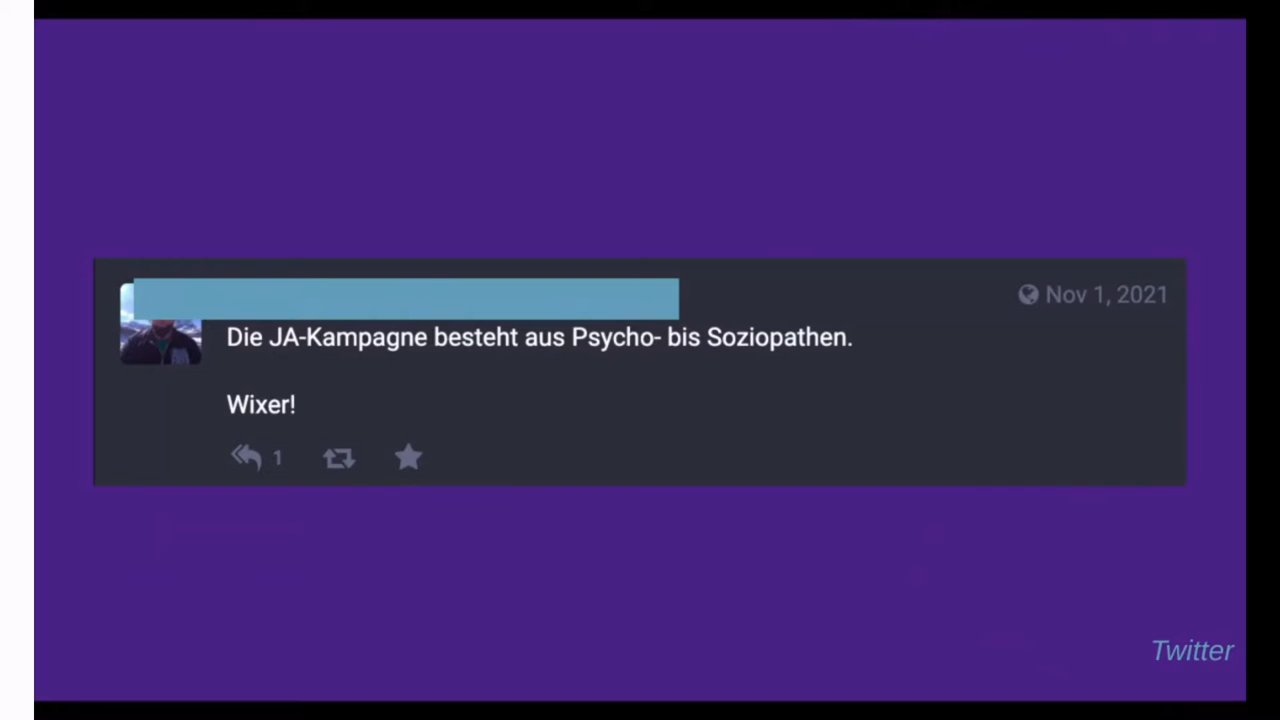 Nov 1, 2021
Die JA-Kampagne besteht aus Psycho- bis Soziopathen.
Wixer!
1
Twitter